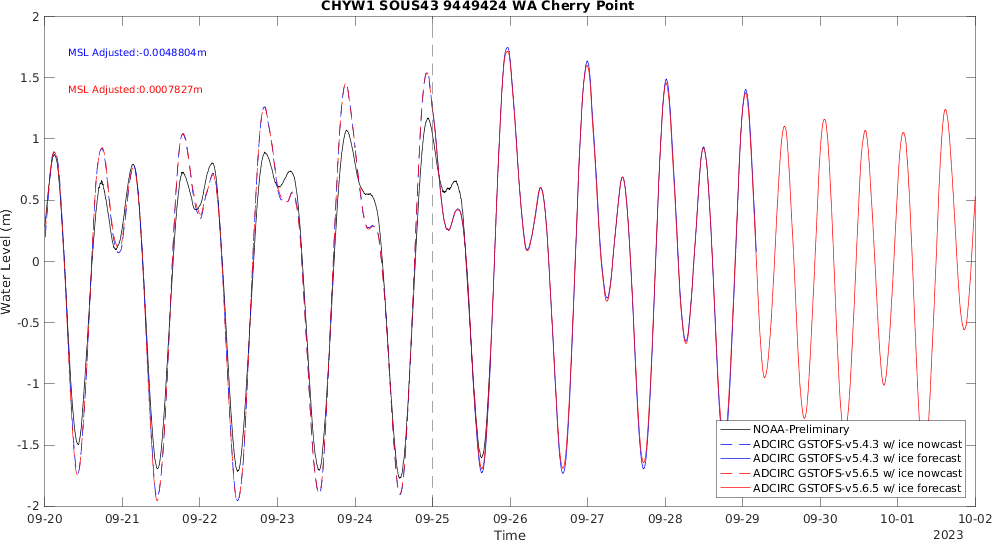 CHYW1 SOUS43 9449424 WA Cherry Point
MSL Adjusted:-0.0048804m
MSL Adjusted:0.0007827m
Water Level (m)
2
1.5
1
0.5
0
-0.5
-1
-1.5
-2
NOAA-Preliminary
ADCIRC GSTOFS-v5.4.3 w/ ice nowcast
ADCIRC GSTOFS-v5.4.3 w/ ice forecast
ADCIRC GSTOFS-v5.6.5 w/ ice nowcast
ADCIRC GSTOFS-v5.6.5 w/ ice forecast
09-20 09-21 09-22 09-23 09-24 09-25 09-26 09-27 09-28 09-29 09-30 10-01 10-02
Time
2023